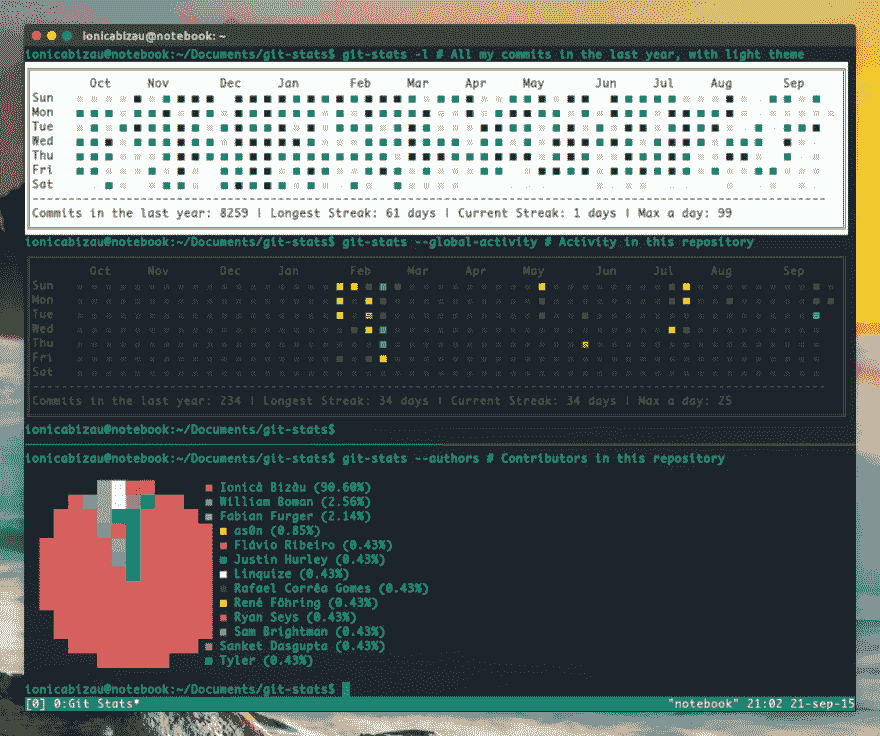 ionicabizau@notebook: ~
ionicabizau@notebook:~/Documents/git-stats$ git-stats -l # All my commits in the last year, with light theme
Oct Nov Dec Jan Feb Mar Apr May Jun Jul Aug Sep
Sun
Mon
Tue
Wed
Thu
Fri
Sat
Commits in the last year: 8259 | Longest Streak: 61 days | Current Streak: 1 days | Max a day: 99
ionicabizau@notebook:~/Documents/git-stats$ git-stats --global-activity # Activity in this repository
Oct Nov Dec Jan Feb Mar Apr May Jun Jul Aug Sep
Sun
Mon
Tue
Wed
Thu
Fri
Sat
Commits in the last year: 234 | Longest Streak: 34 days | Current Streak: 34 days | Max a day: 25
ionicabizau@notebook:~/Documents/git-stats$
ionicabizau@notebook:~/Documents/git-stats$ git-stats --authors # Contributors in this repository
Ionică Bizău (90.60%)
William Boman (2.56%)
Fabian Furger (2.14%)
as0n (0.85%)
Flávio Ribeiro (0.43%)
Justin Hurley (0.43%)
Linquize (0.43%)
Rafael Corrêa Gomes (0.43%)
René Föhring (0.43%)
Ryan Seys (0.43%)
Sam Brightman (0.43%)
Sanket Dasgupta (0.43%)
Tyler (0.43%)
ionicabizau@notebook:~/Documents/git-stats$
[0] 0:Git Stats* "notebook" 21:02 21-sep-15